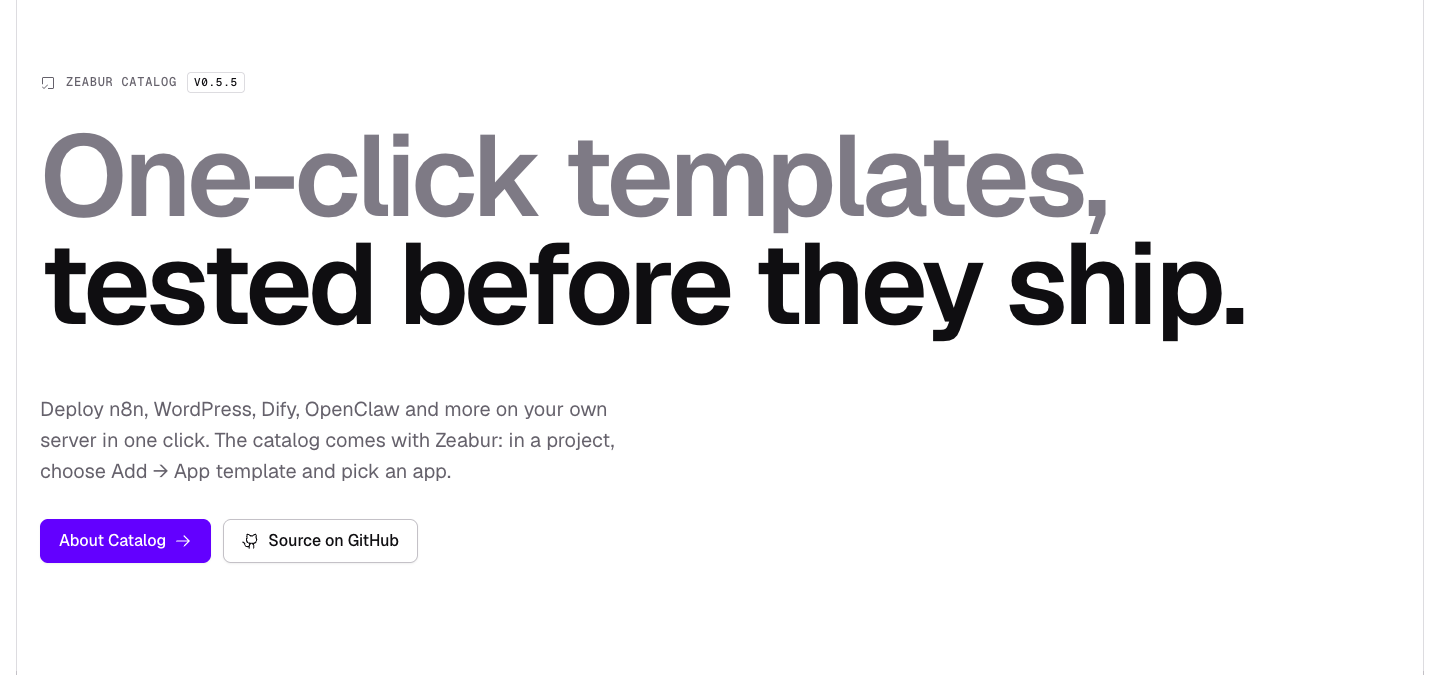 ZEABUR CATALOG V0.5.5
One-click templates,
tested before they ship.
Deploy n8n, WordPress, Dify, OpenClaw and more on your own
server in one click. The catalog comes with Zeabur: in a project,
choose Add → App template and pick an app.
About Catalog →
Source on GitHub